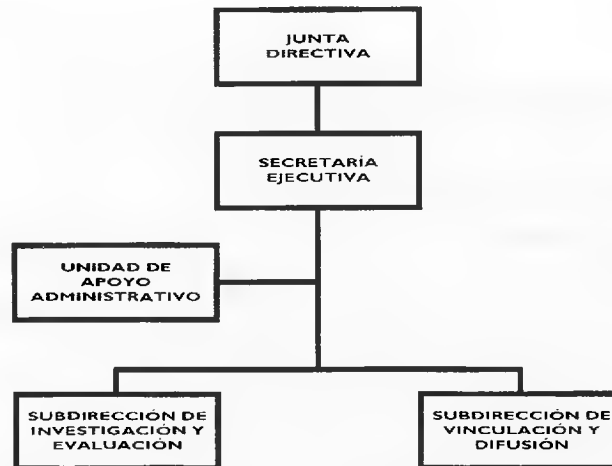 JUNTA
DIRECTIVA
SECRETARÍA
EJECUTIVA
UNIDAD DE
APOYO
ADMINISTRATIVO
SUBDIRECCIÓN DE
INVESTIGACIÓN Y
EVALUACIÓN
SUBDIRECCIÓN DE
VINCULACIÓN Y
DIFUSIÓN